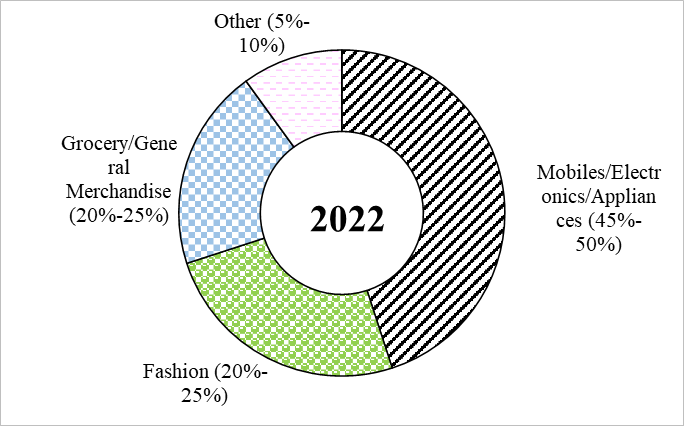 Other (5%-
10%)
Grocery/Gene
ral
Merchandise
(20%-25%)
2022
Mobiles/Electr
onics/Applian
ces (45%-
50%)
Fashion (20%-
25%)